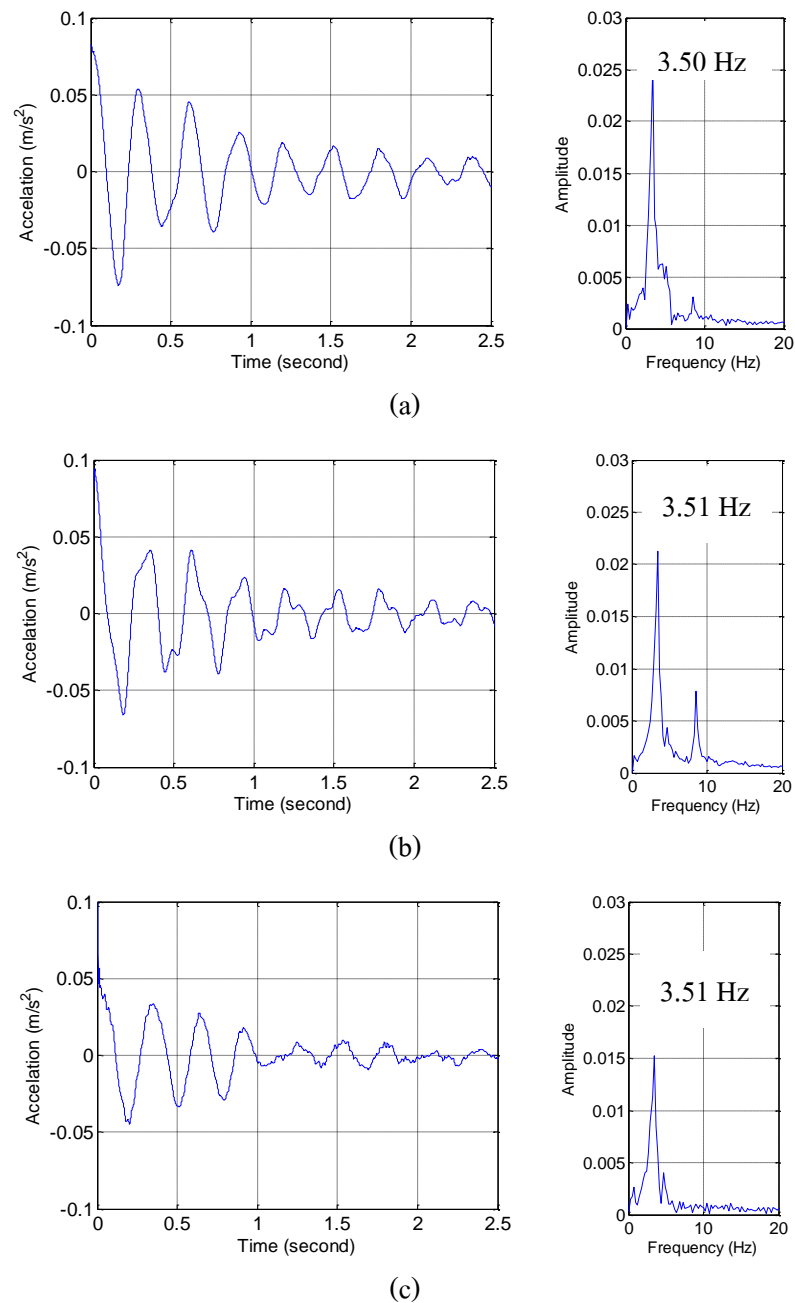 0.1
0.05
0
-0.05
-0.1
Accelation (m/s²)
0 0.5 1 1.5 2 2.5
Time (second)
0.03
0.025
0.02
0.015
0.01
0.005
0
Amplitude
3.50 Hz
0 10 20
Frequency (Hz)
(a)
0.1
0.05
0
-0.05
-0.1
Accelation (m/s²)
0 0.5 1 1.5 2 2.5
Time (second)
0.03
0.025
0.02
0.015
0.01
0.005
0
Amplitude
3.51 Hz
0 10 20
Frequency (Hz)
(b)
0.1
0.05
0
-0.05
-0.1
Accelation (m/s²)
0 0.5 1 1.5 2 2.5
Time (second)
0.03
0.025
0.02
0.015
0.01
0.005
0
Amplitude
3.51 Hz
0 10 20
Frequency (Hz)
(c)